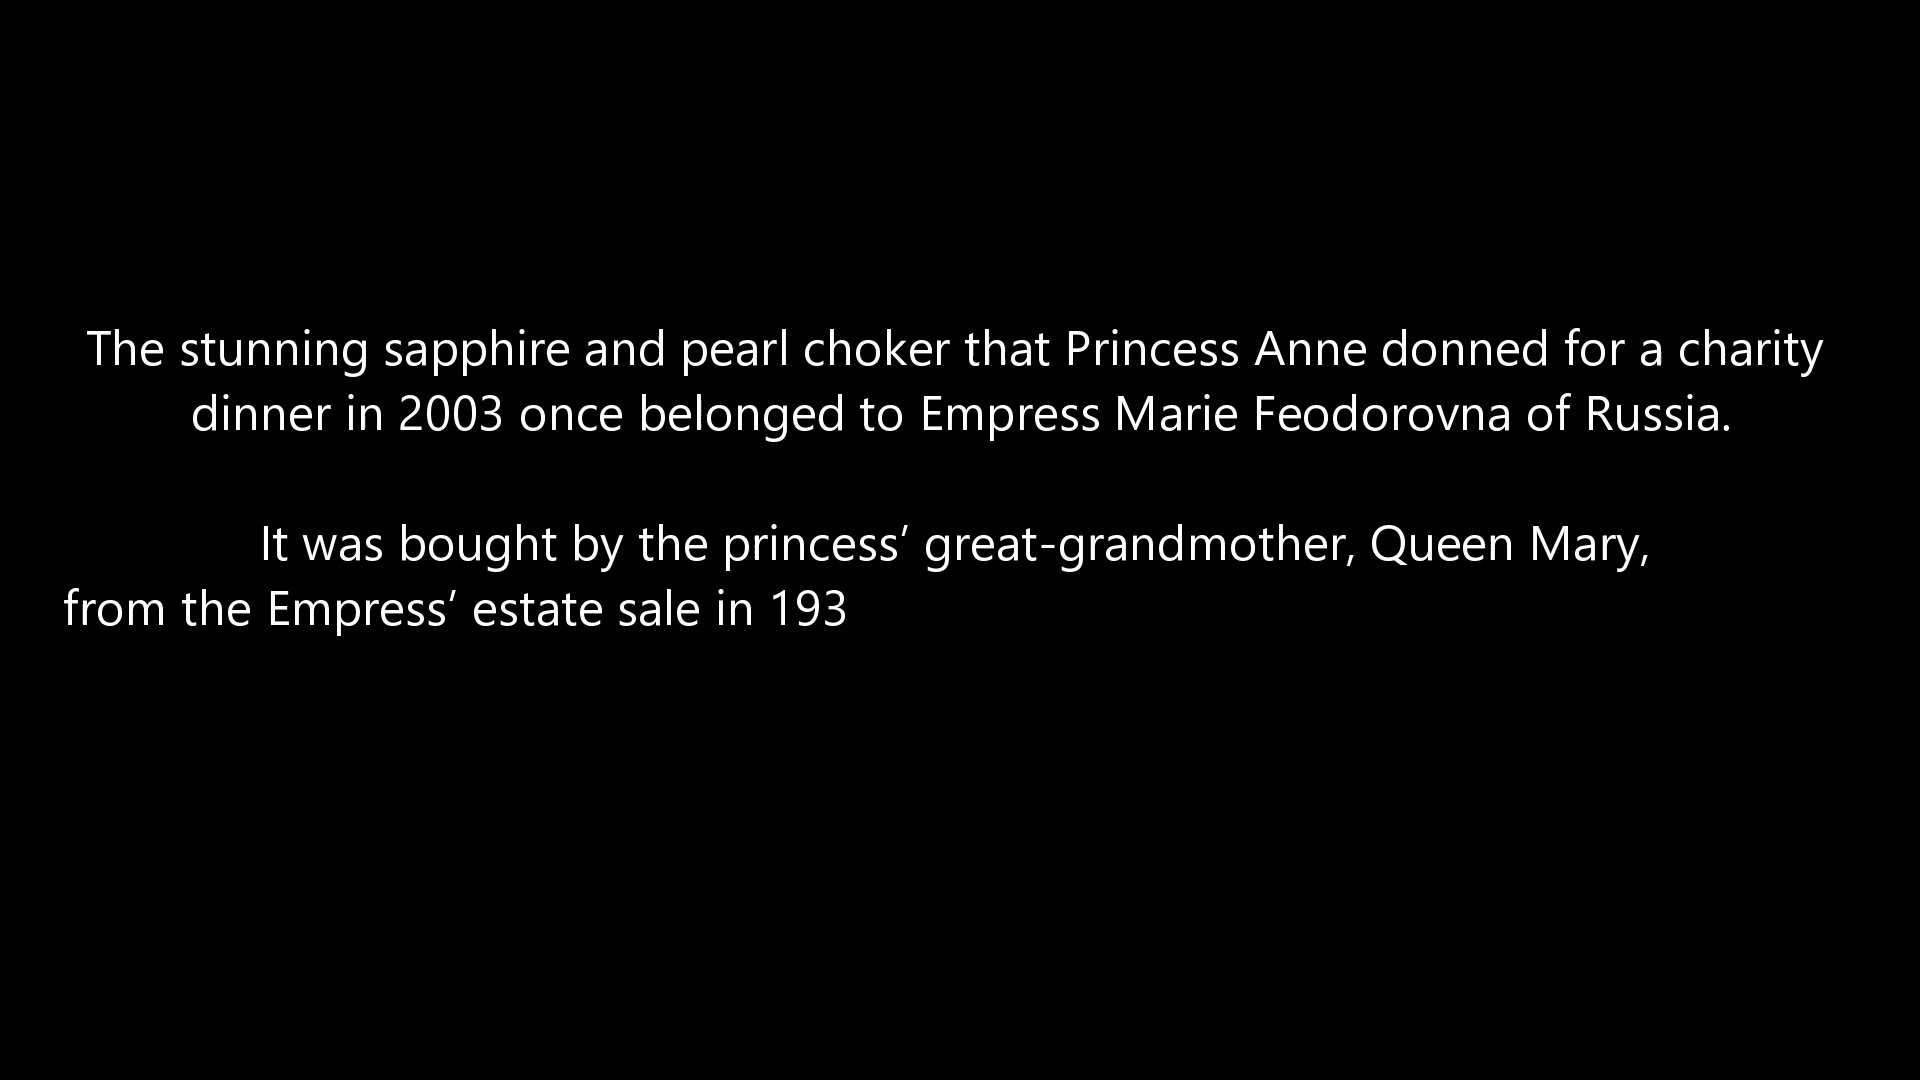 The stunning sapphire and pearl choker that Princess Anne donned for a charity
dinner in 2003 once belonged to Empress Marie Feodorovna of Russia.
It was bought by the princess’ great-grandmother, Queen Mary,
from the Empress’ estate sale in 193